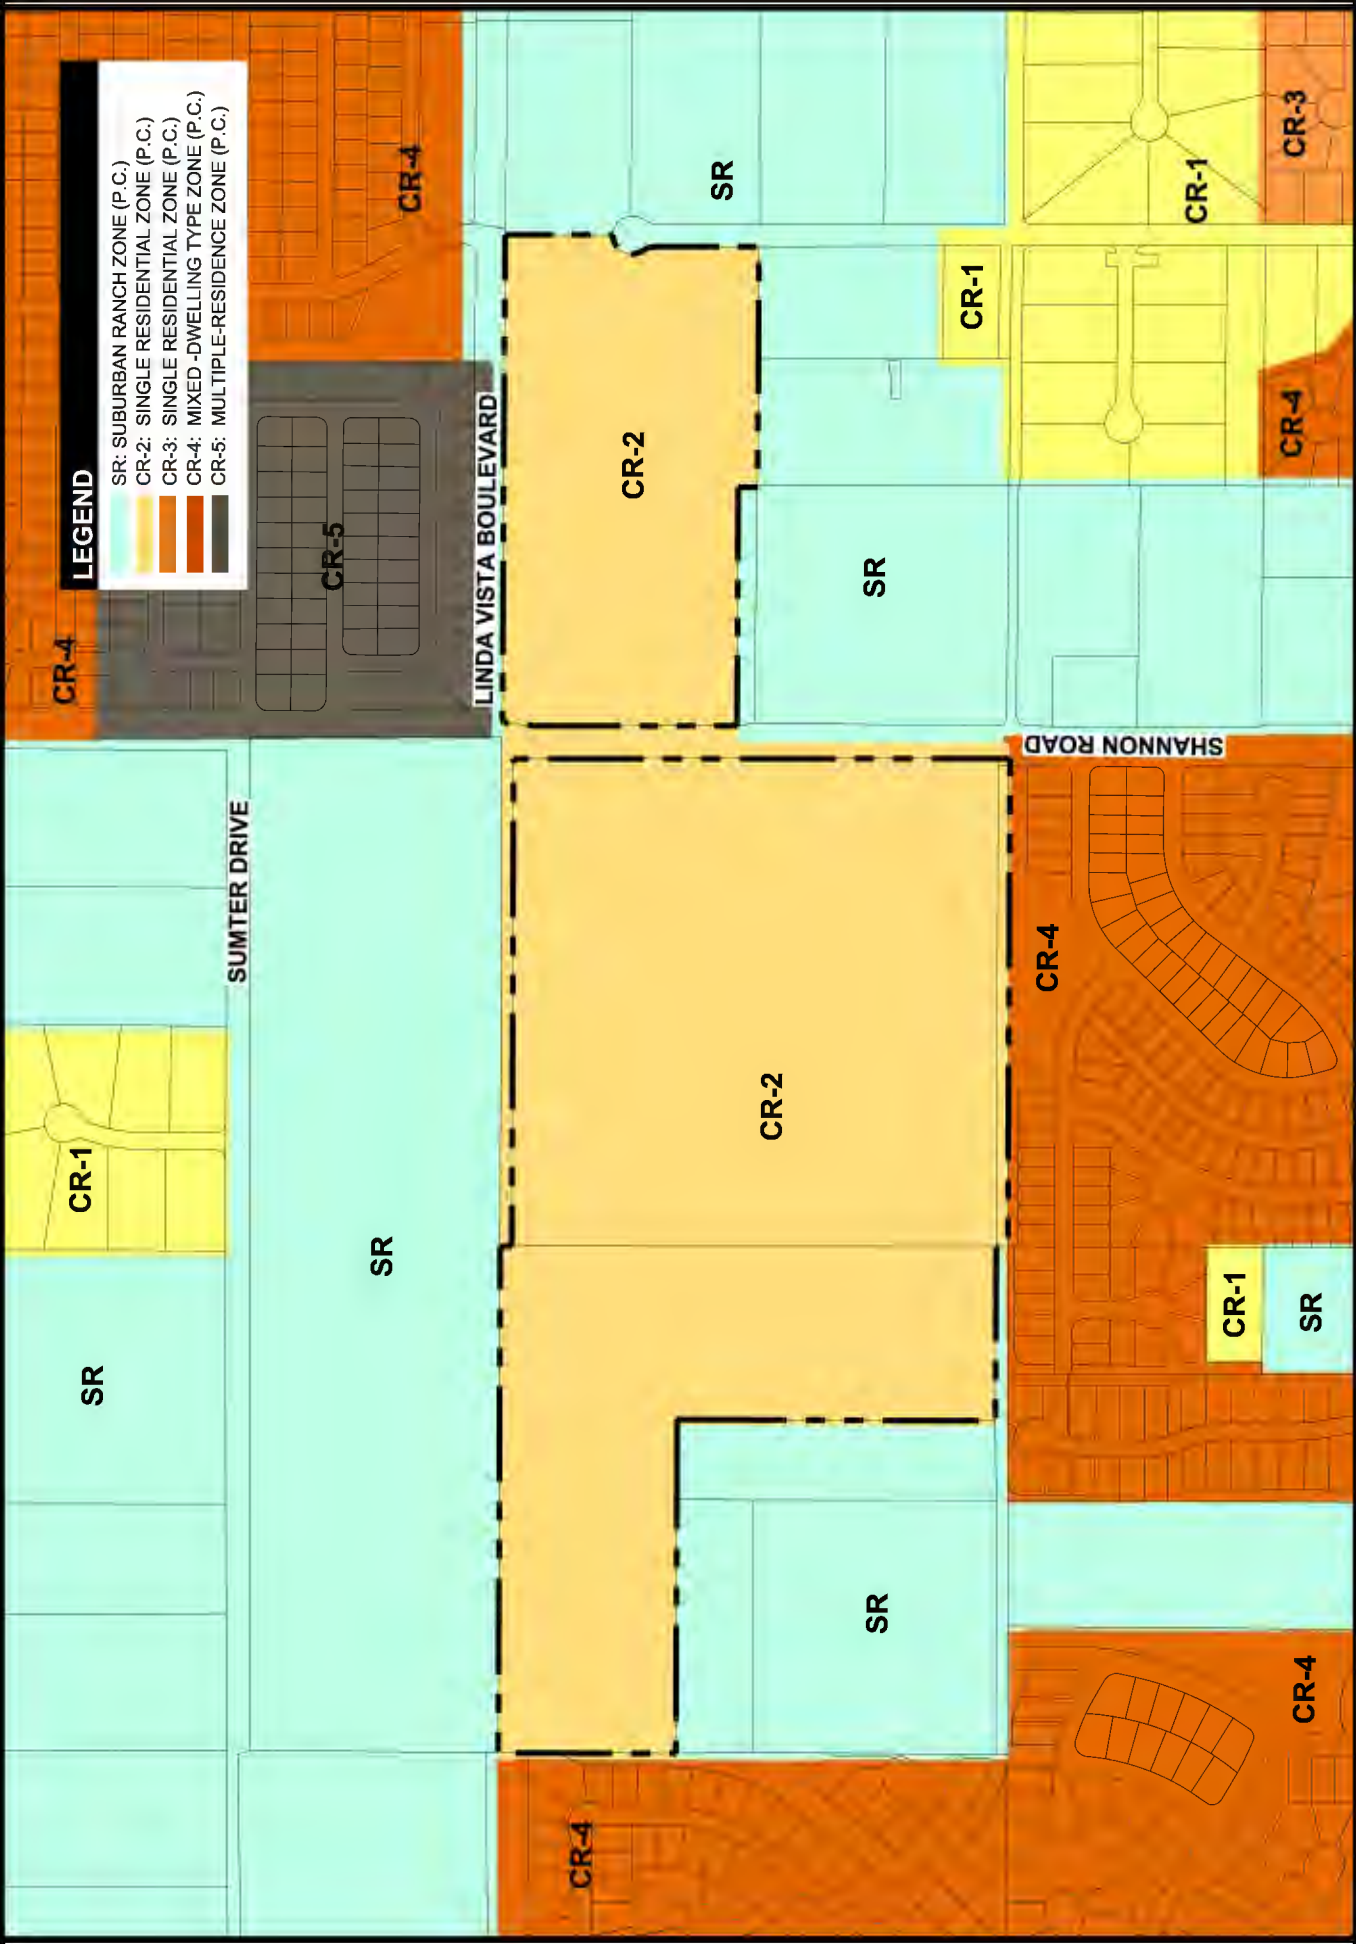 LEGEND
SR: SUBURBAN RANCH ZONE (P.C.)
CR-2: SINGLE RESIDENTIAL ZONE (P.C.)
CR-3: SINGLE RESIDENTIAL ZONE (P.C.)
CR-4: MIXED -DWELLING TYPE ZONE (P.C.)
CR-5: MULTIPLE-RESIDENCE ZONE (P.C.)
CR-4
CR-4
CR-5
SR
CR-1
CR-3
CR-1
CR-4
LINDA VISTA BOULEVARD
CR-2
SR
SHANNON ROAD
SUMTER DRIVE
CR-1
SR
SR
CR-2
CR-4
CR-1
SR
SR
CR-4
CR-4